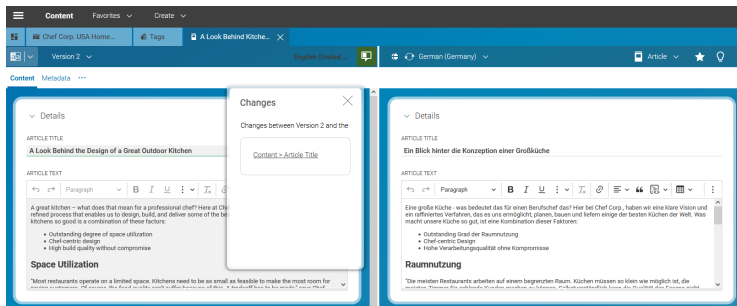 Content Favorites Create
Chef Corp. USA Home... Tags A Look Behind Kitche...
Version 2 English (United ... German (Germany) Article
Content Metadata ...
Changes
Changes between Version 2 and the
Content > Article Title
Details
ARTICLE TITLE
A Look Behind the Design of a Great Outdoor Kitchen
ARTICLE TEXT
Paragraph B I U
A great kitchen – what does that mean for a professional chef? Here at Che
refined process that enables us to design, build, and deliver some of the bes
kitchens so good is a combination of these factors:
Outstanding degree of space utilization
Chef-centric design
High build quality without compromise
Space Utilization
"Most restaurants operate on a limited space. Kitchens need to be as small as feasible to make the most room for
Details
ARTICLE TITLE
Ein Blick hinter die Konzeption einer Großküche
ARTICLE TEXT
Paragraph B I U
Eine große Küche - was bedeutet das für einen Berufschef das? Hier bei Chef Corp., haben wir eine klare Vision und
ein raffiniertes Verfahren, das es uns ermöglicht, planen, bauen und liefern einige der besten Küchen der Welt. Was
macht unsere Küche so gut, ist eine Kombination dieser Faktoren:
Outstanding Grad der Raumnutzung
Chef-Centric Design
Hohe Verarbeitungsqualität ohne Kompromisse
Raumnutzung
"Die meisten Restaurants arbeiten auf einem begrenzten Raum. Küchen müssen so klein wie möglich ist, die